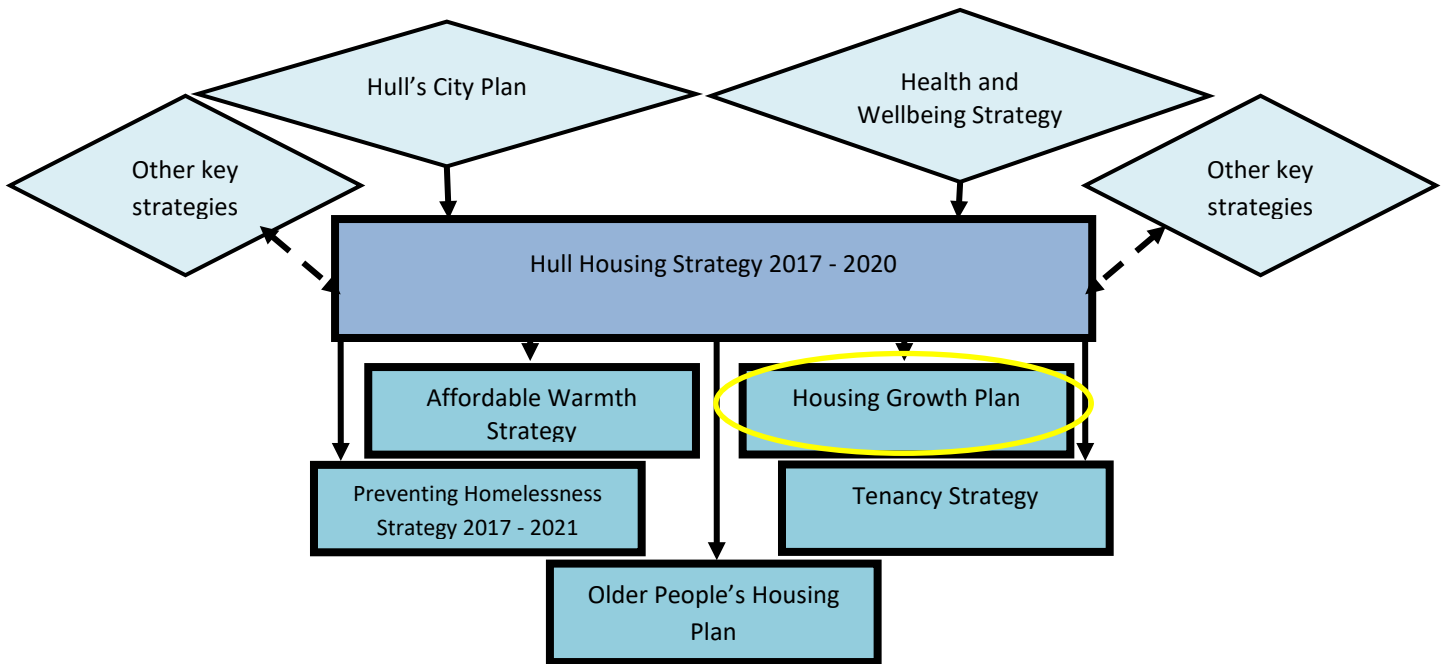 Hull’s City Plan
Health and
Wellbeing Strategy
Other key
strategies
Other key
strategies
Hull Housing Strategy 2017 - 2020
Affordable Warmth
Strategy
Housing Growth Plan
Preventing Homelessness
Strategy 2017 - 2021
Tenancy Strategy
Older People’s Housing
Plan